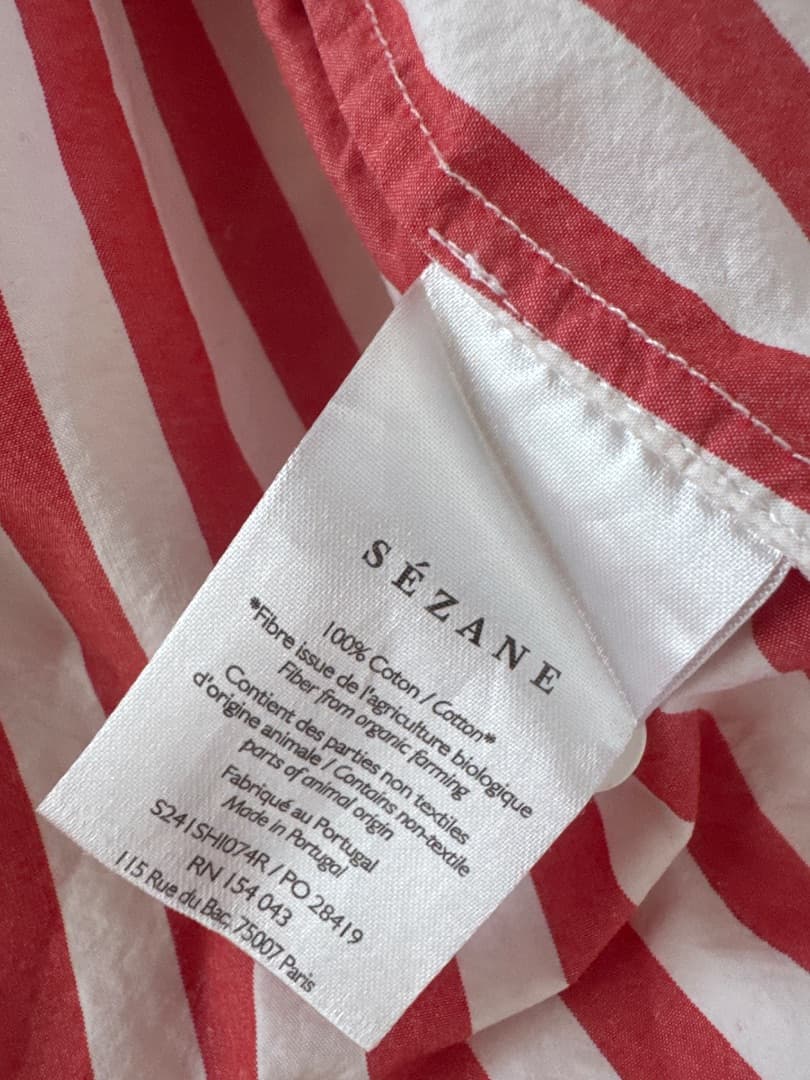 SÉZANE
100% Coton / Cotton*
*Fibre issue de l'agriculture biologique
Fiber from organic farming
Contient des parties non textiles
d'origine animale / Contains non-textile
parts of animal origin
Fabriqué au Portugal
Made in Portugal
S241SHI074R / PO 28419
RN 154 043
115 Rue du Bac, 75007 Paris